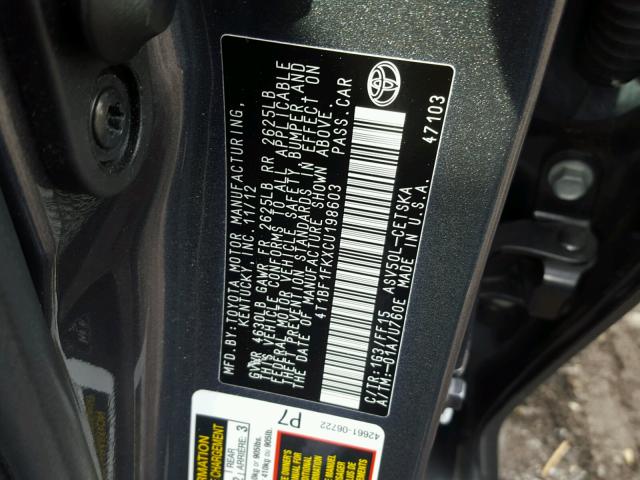 MFD.BY:TOYOTA MOTOR MANUFACTURING,
KENTUCKY, INC. 11/12
GVWR 4630LB GAWR FR 2625LB RR 2625LB
THIS VEHICLE CONFORMS TO ALL APPLICABLE
FEDERAL MOTOR VEHICLE SAFETY, BUMPER AND
THEFT PREVENTION STANDARDS IN EFFECT ON
THE DATE OF MANUFACTURE SHOWN ABOVE.
4T1BF1FKXCU198603 PASS.CAR
C/TR:1G3/FF15 ASV50L-CETSKA
A/TM:-01A/U760E MADE IN U.S.A.
47103
P7
42661-06722
REAR
ARRIERE: 3